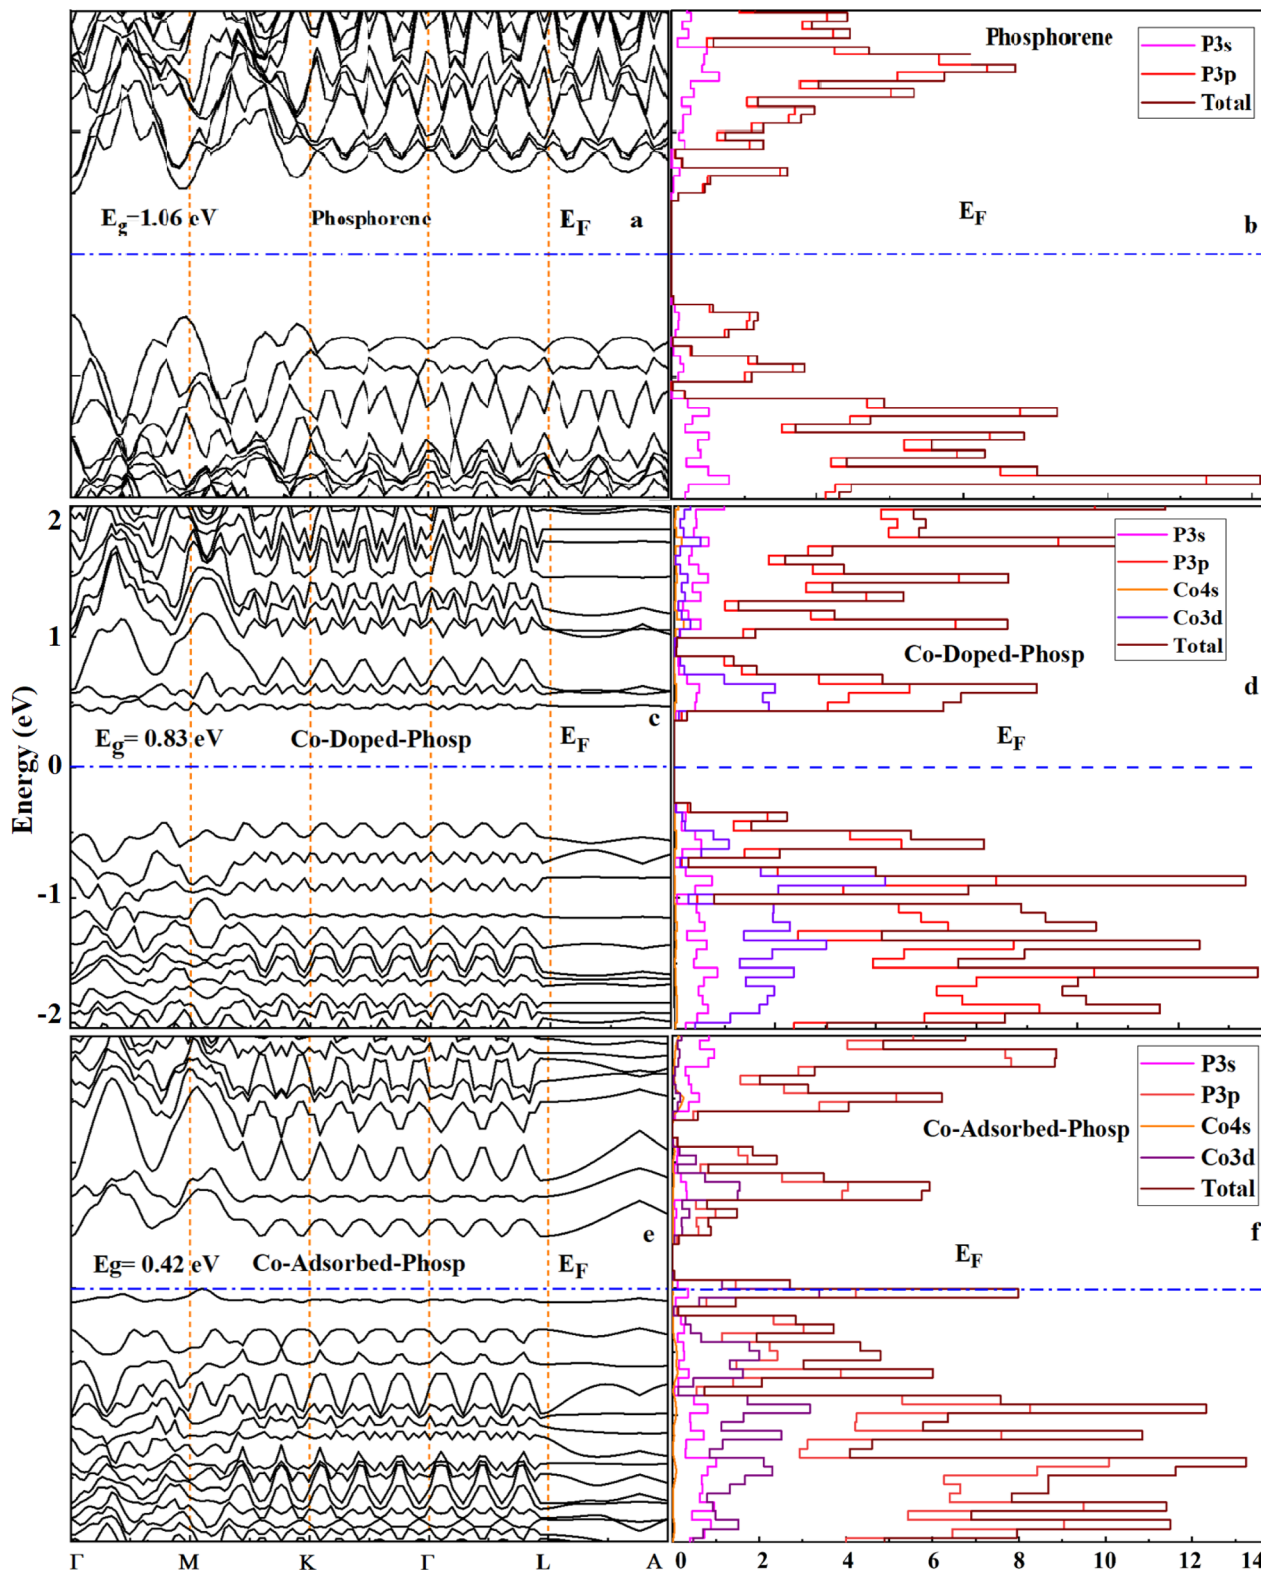 Phosphorene
P3s
P3p
Total
Eg=1.06 eV
Phosphorene
EF
a
EF
b
2
1
0
-1
-2
Energy (eV)
P3s
P3p
Co4s
Co3d
Total
Co-Doped-Phosp
d
c
Eg= 0.83 eV
Co-Doped-Phosp
EF
EF
P3s
P3p
Co4s
Co3d
Total
Co-Adsorbed-Phosp
e
f
Eg= 0.42 eV
Co-Adsorbed-Phosp
EF
EF
Γ M K Γ L A
0 2 4 6 8 10 12 14